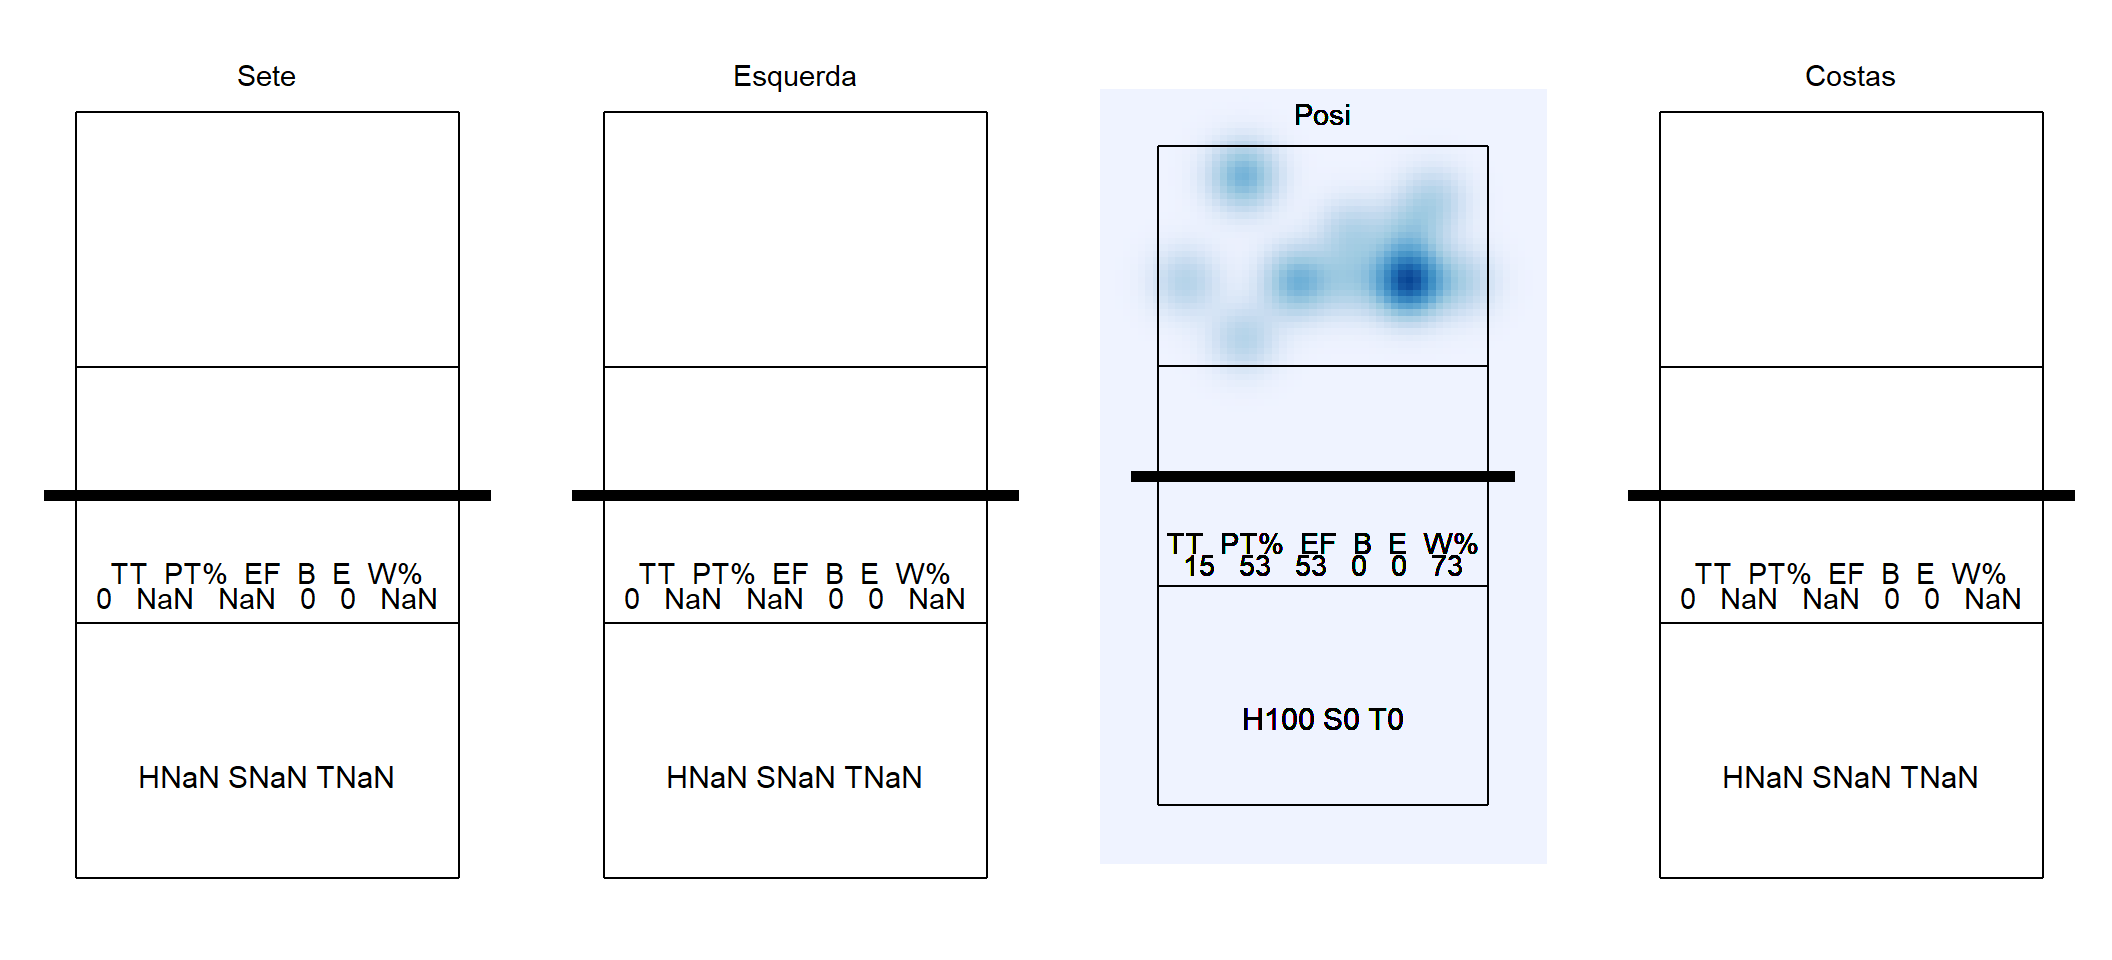 Sete
TT PT% EF B E W%
0 NaN NaN 0 0 NaN
HNaN SNaN TNaN
Esquerda
TT PT% EF B E W%
0 NaN NaN 0 0 NaN
HNaN SNaN TNaN
Posi
TT PT% EF B E W%
15 53 53 0 0 73
H100 S0 T0
Costas
TT PT% EF B E W%
0 NaN NaN 0 0 NaN
HNaN SNaN TNaN